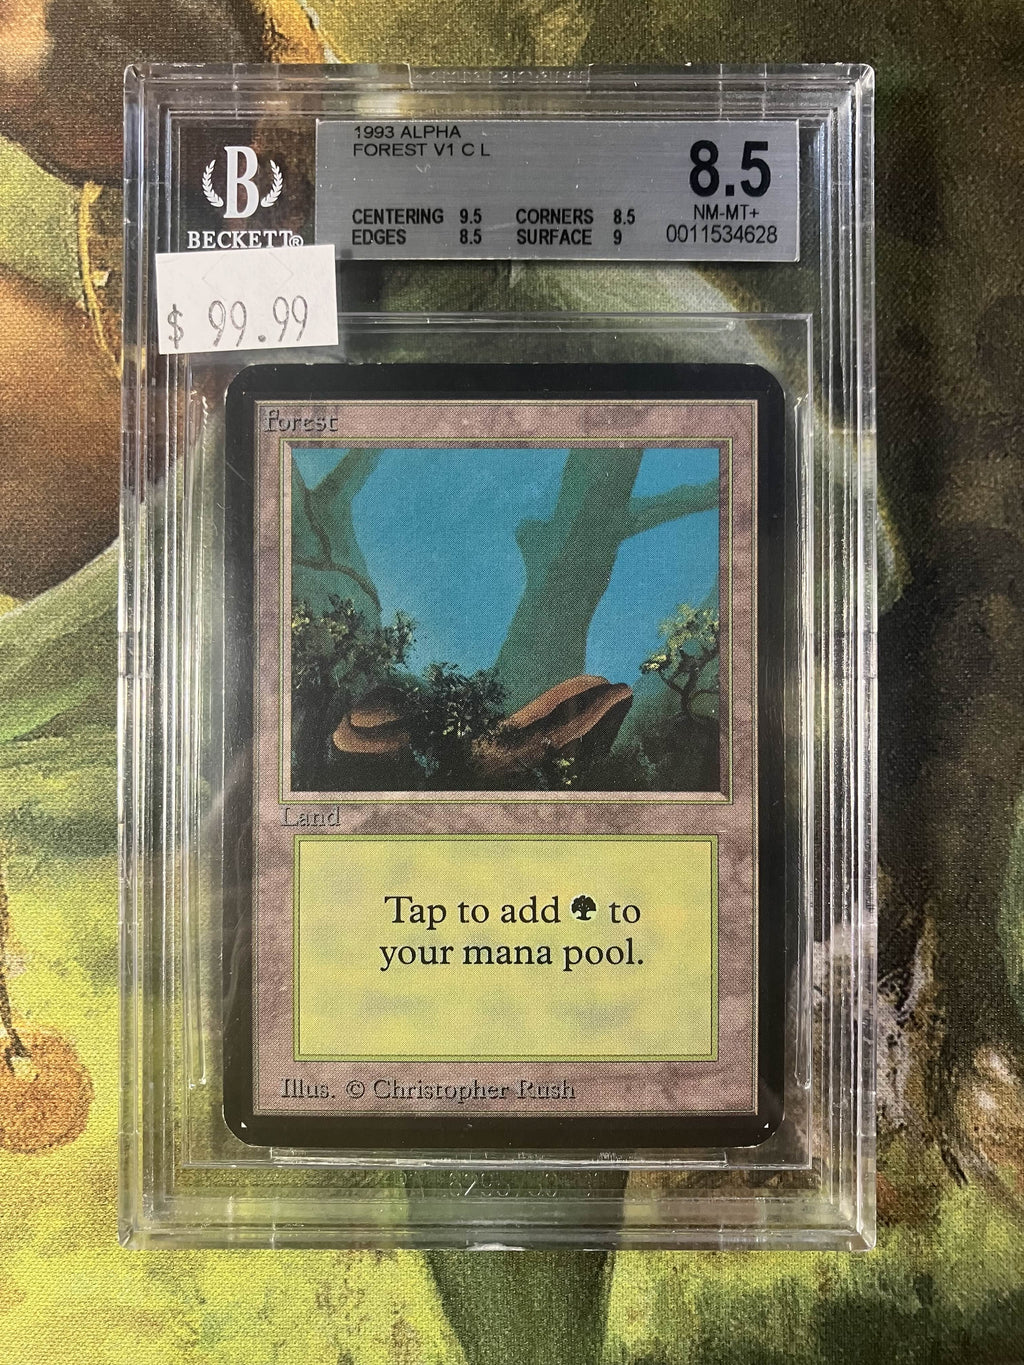 1993 ALPHA
FOREST V1 C L
8.5
CENTERING 9.5 CORNERS 8.5 NM-MT+
EDGES 8.5 SURFACE 9 0011534628
B
BECKETT®
$ 99.99
Forest
Land
Tap to add to
your mana pool.
Illus. © Christopher Rush